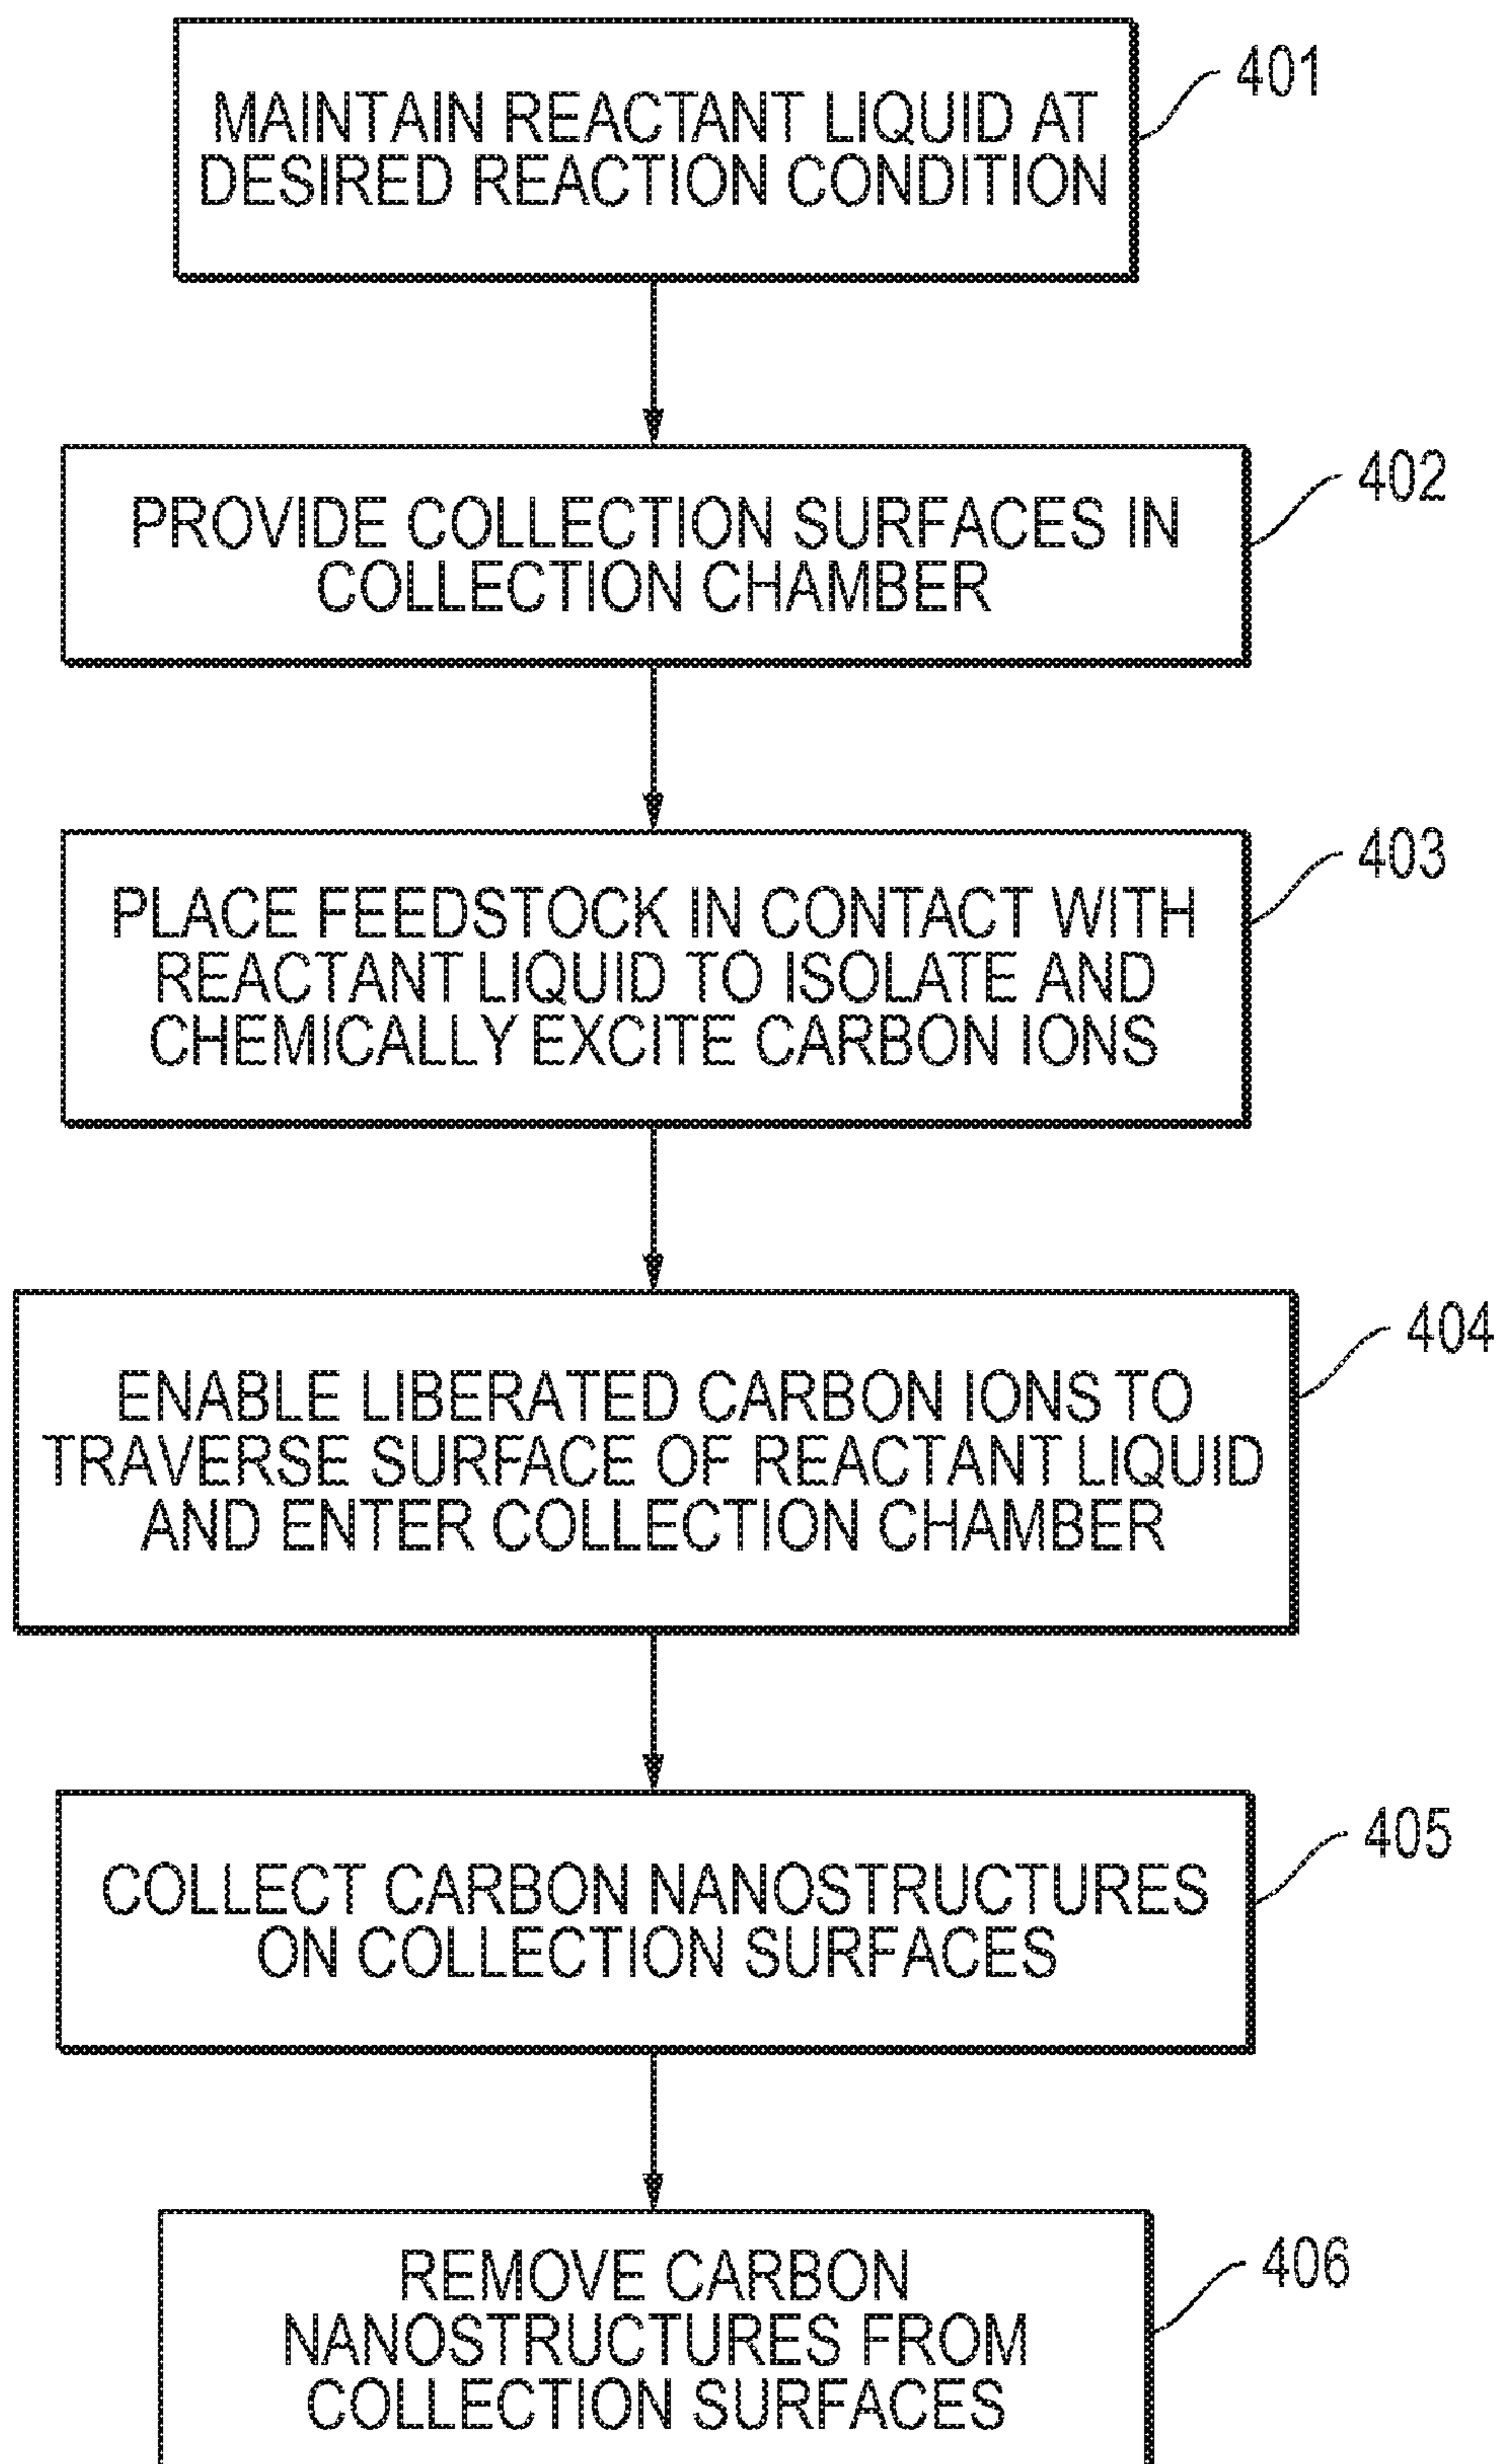 MAINTAIN REACTANT LIQUID AT
DESIRED REACTION CONDITION
401
PROVIDE COLLECTION SURFACES IN
COLLECTION CHAMBER
402
PLACE FEEDSTOCK IN CONTACT WITH
REACTANT LIQUID TO ISOLATE AND
CHEMICALLY EXCITE CARBON IONS
403
ENABLE LIBERATED CARBON IONS TO
TRAVERSE SURFACE OF REACTANT LIQUID
AND ENTER COLLECTION CHAMBER
404
COLLECT CARBON NANOSTRUCTURES
ON COLLECTION SURFACES
405
REMOVE CARBON
NANOSTRUCTURES FROM
COLLECTION SURFACES
406